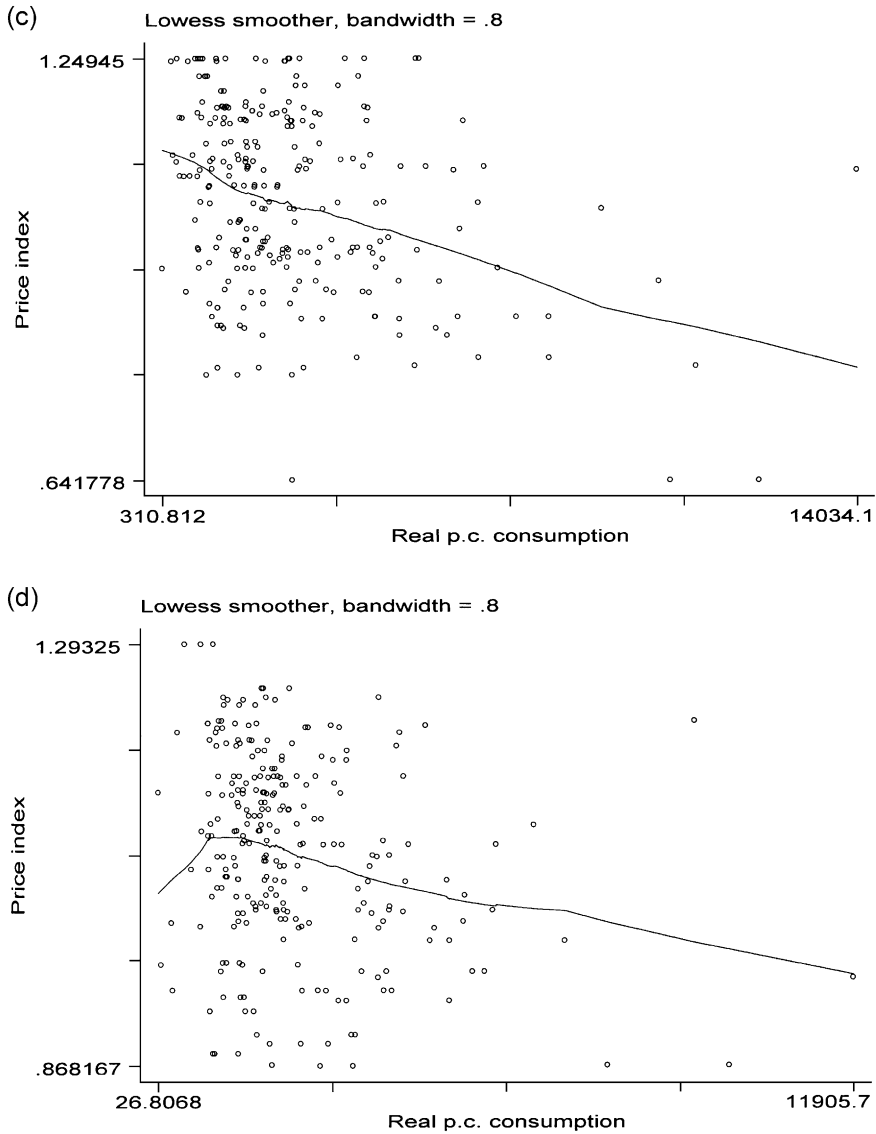 (c)
Lowess smoother, bandwidth = .8
1.24945
Price index
.641778
310.812
14034.1
Real p.c. consumption
(d)
Lowess smoother, bandwidth = .8
1.29325
Price index
.868167
26.8068
11905.7
Real p.c. consumption